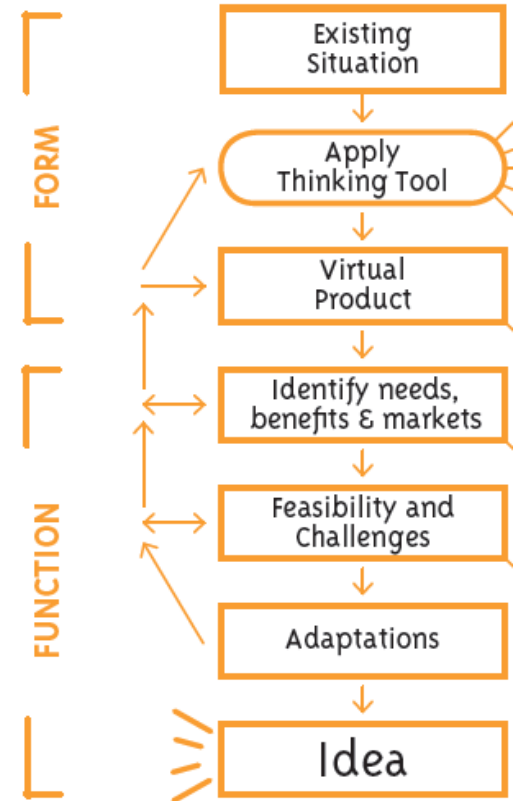 Existing
Situation
Apply
Thinking Tool
FORM
Virtual
Product
Identify needs,
benefits & markets
Feasibility and
Challenges
FUNCTION
Adaptations
Idea